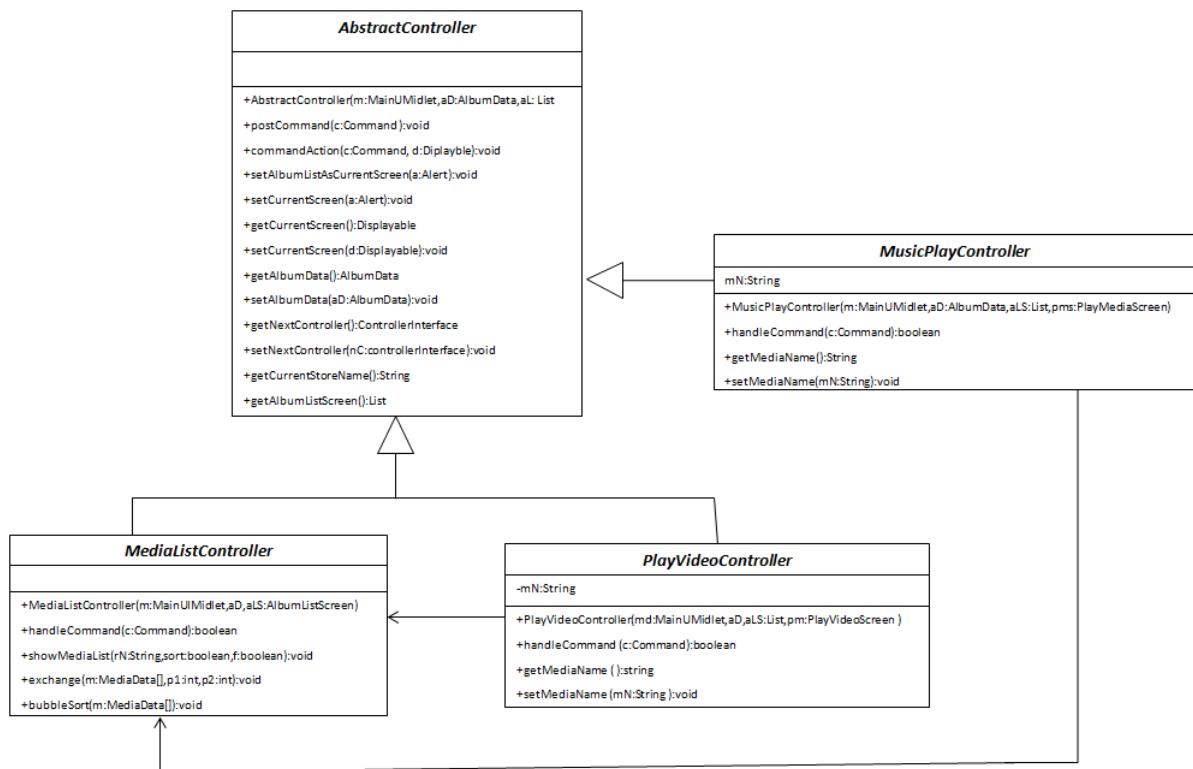 AbstractController
+AbstractController(m:MainUMidlet,aD:AlbumData,aL: List
+postCommand(c:Command ):void
+commandAction(c:Command, d:Diplayble):void
+setAlbumListAsCurrentScreen(a:Alert):void
+setCurrentScreen(a:Alert):void
+getCurrentScreen():Displayable
+setCurrentScreen(d:Displayable):void
+getAlbumData():AlbumData
+setAlbumData(aD:AlbumData):void
+getNextController():ControllerInterface
+setNextController(nC:controllerInterface):void
+getCurrentStoreName():String
+getAlbumListScreen():List
MusicPlayController
mN:String
+MusicPlayController(m:MainUMidlet,aD:AlbumData,aLS:List,pms:PlayMediaScreen)
+handleCommand(c:Command):boolean
+getMediaName():String
+setMediaName(mN:String):void
MediaListController
+MediaListController(m:MainUIMidlet,aD,aLS:AlbumListScreen)
+handleCommand(c:Command):boolean
+showMediaList(rN:String,sort:boolean,f:boolean):void
+exchange(m:MediaData[],p1:int,p2:int):void
+bubbleSort(m:MediaData[]):void
PlayVideoController
-mN:String
+PlayVideoController(md:MainUMidlet,aD,aLS:List,pm:PlayVideoScreen )
+handleCommand (c:Command):boolean
+getMediaName ( ):string
+setMediaName (mN:String ):void